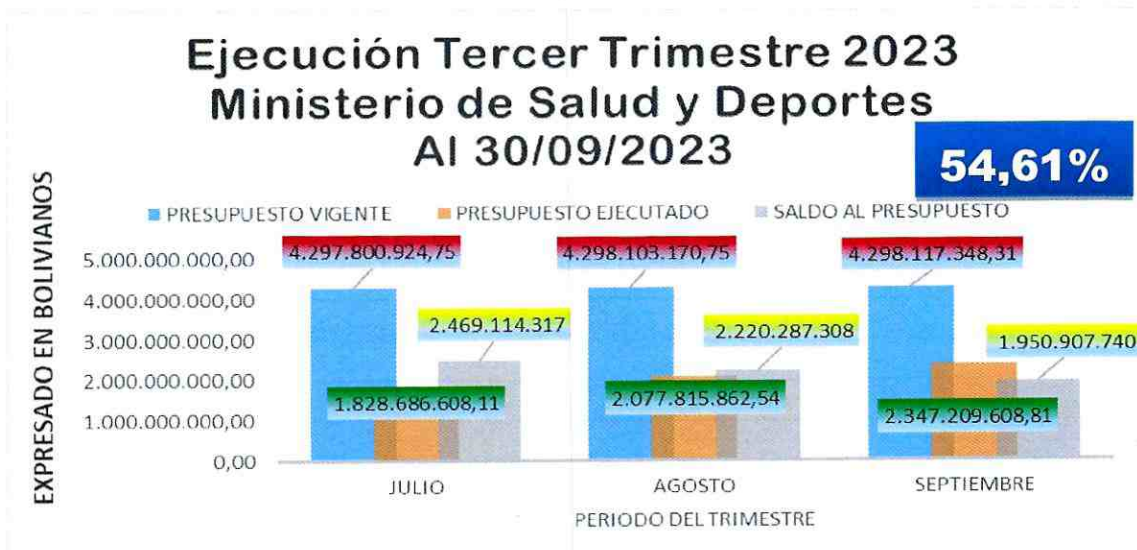 Ejecución Tercer Trimestre 2023
Ministerio de Salud y Deportes
Al 30/09/2023
54,61%
EXPRESADO EN BOLIVIANOS
PRESUPUESTO VIGENTE PRESUPUESTO EJECUTADO SALDO AL PRESUPUESTO
5.000.000.000,00
4.000.000.000,00
3.000.000.000,00
2.000.000.000,00
1.000.000.000,00
0,00
4.297.800.924,75 4.298.103.170,75 4.298.117.348,31
2.469.114.317 2.220.287.308 1.950.907.740
1.828.686.608,11 2.077.815.862,54 2.347.209.608,81
JULIO AGOSTO SEPTIEMBRE
PERIODO DEL TRIMESTRE